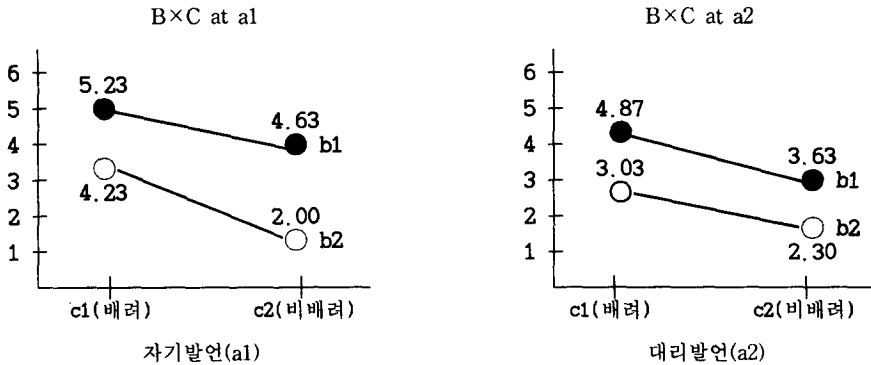 B×C at a1
6
5
4
3
2
1
5.23
4.63
b1
4.23
2.00
b2
c1(배려)
c2(비배려)
자기발언(a1)
B×C at a2
6
5
4
3
2
1
4.87
3.63
b1
3.03
b2
2.30
c1(배려)
c2(비배려)
대리발언(a2)